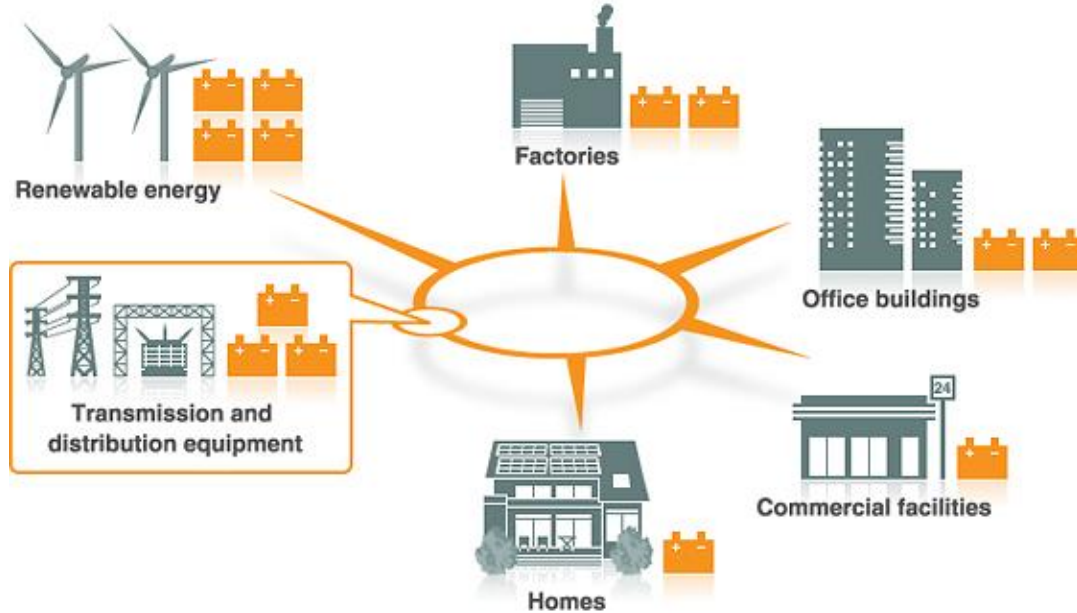 Renewable energy
Factories
Office buildings
Transmission and
distribution equipment
24
Commercial facilities
Homes